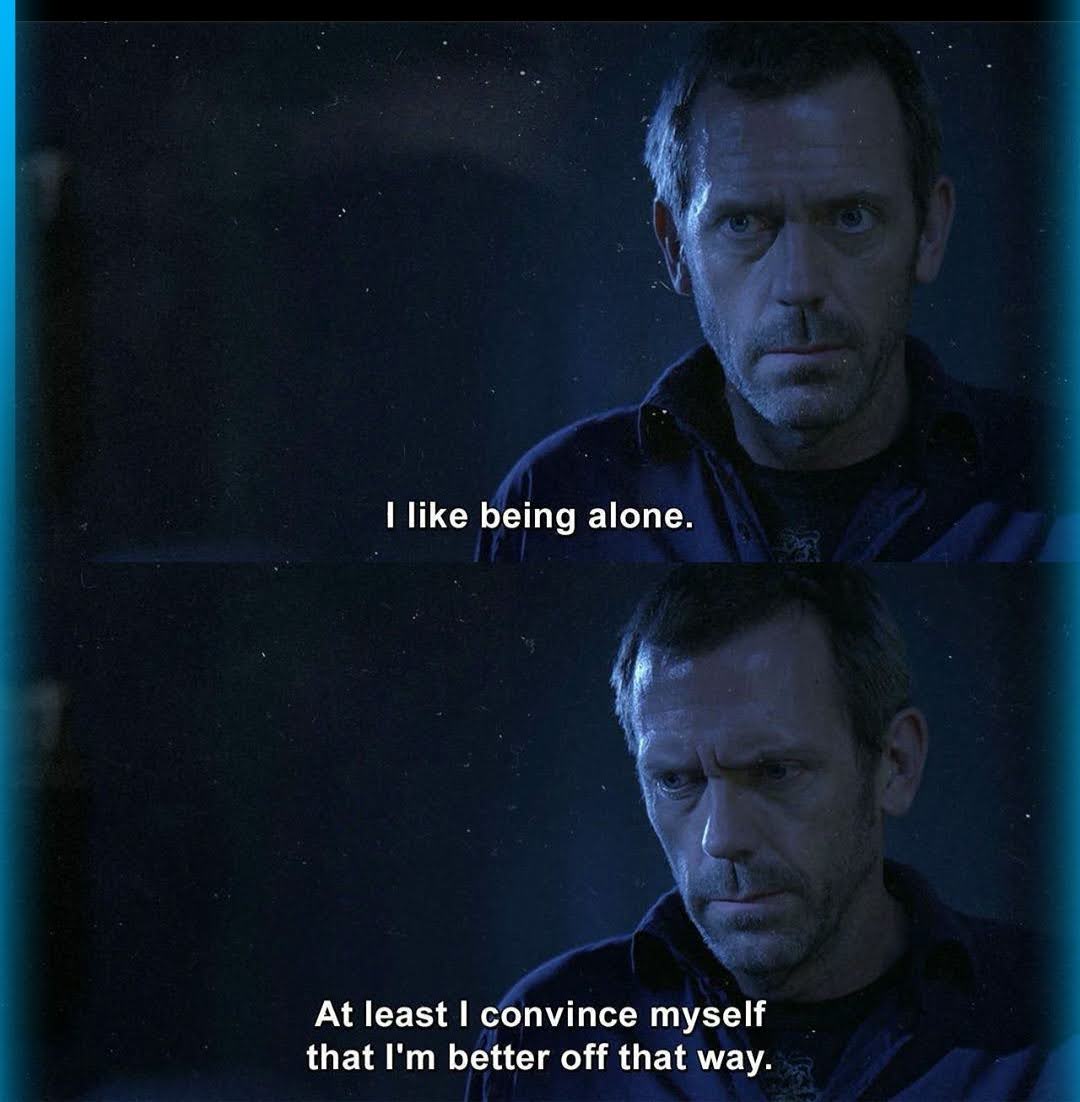 I like being alone.
At least I convince myself
that I'm better off that way.